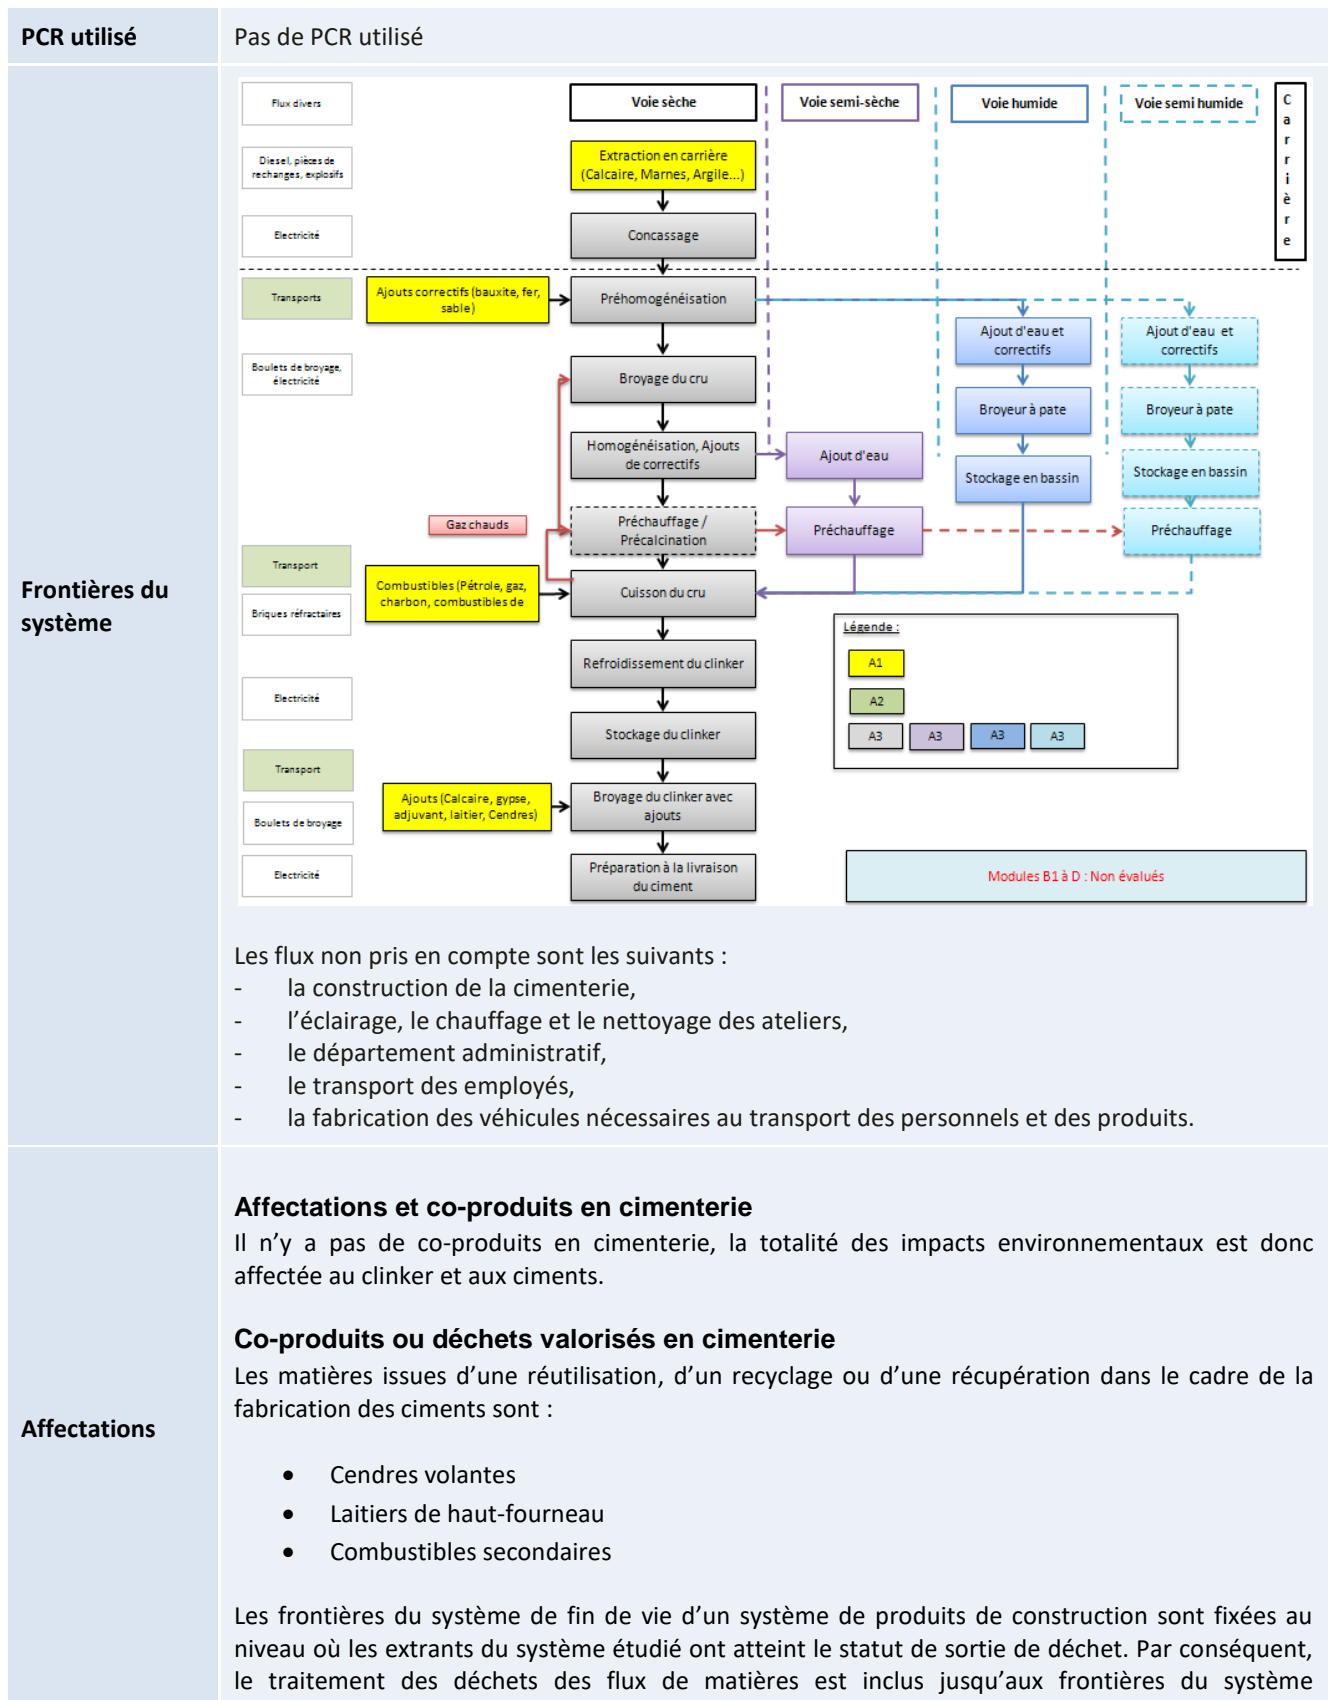 PCR utilisé
Pas de PCR utilisé
Frontières du
système
Flux divers
Voie sèche
Voie semi-sèche
Voie humide
Voie semi humide
Carrière
Diesel, pièces de
rechanges, explosifs
Extraction en carrière
(Calcaire, Marnes, Argile...)
Electricité
Concassage
Transports
Ajouts correctifs (bauxite, fer,
sable)
Préhomogénéisation
Ajout d'eau et
correctifs
Ajout d'eau et
correctifs
Boulets de broyage,
électricité
Broyage du cru
Broyeur à pate
Broyeur à pate
Homogénéisation, Ajouts
de correctifs
Ajout d'eau
Stockage en bassin
Stockage en bassin
Gaz chauds
Préchauffage /
Précalcination
Préchauffage
Préchauffage
Transport
Combustibles (Pétrole, gaz,
charbon, combustibles de
Cuisson du cru
Briques réfractaires
Légende :
A1
A2
A3
A3
A3
A3
Refroidissement du clinker
Electricité
Stockage du clinker
Transport
Ajouts (Calcaire, gypse,
adjuvant, laitier, Cendres)
Broyage du clinker avec
ajouts
Boulets de broyage
Electricité
Préparation à la livraison
du ciment
Modules B1 à D : Non évalués
Les flux non pris en compte sont les suivants :
- la construction de la cimenterie,
- l’éclairage, le chauffage et le nettoyage des ateliers,
- le département administratif,
- le transport des employés,
- la fabrication des véhicules nécessaires au transport des personnels et des produits.
Affectations
Affectations et co-produits en cimenterie
Il n’y a pas de co-produits en cimenterie, la totalité des impacts environnementaux est donc
affectée au clinker et aux ciments.
Co-produits ou déchets valorisés en cimenterie
Les matières issues d’une réutilisation, d’un recyclage ou d’une récupération dans le cadre de la
fabrication des ciments sont :
• Cendres volantes
• Laitiers de haut-fourneau
• Combustibles secondaires
Les frontières du système de fin de vie d’un système de produits de construction sont fixées au
niveau où les extrants du système étudié ont atteint le statut de sortie de déchet. Par conséquent,
le traitement des déchets des flux de matières est inclus jusqu’aux frontières du système